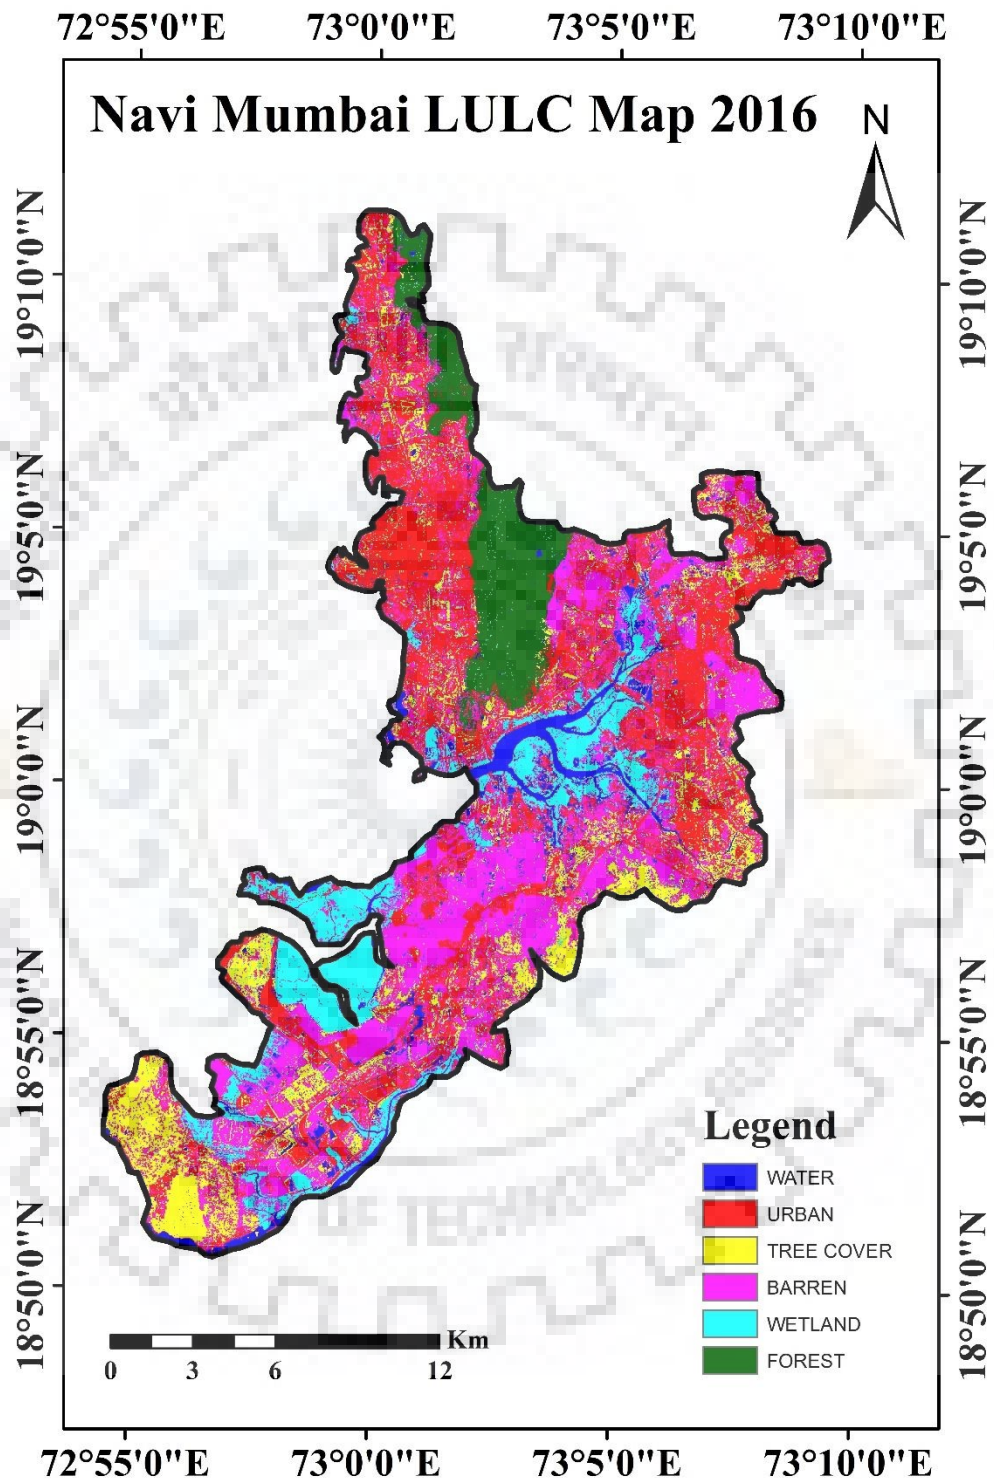 72°55'0"E 73°0'0"E 73°5'0"E 73°10'0"E
Navi Mumbai LULC Map 2016
N
19°10'0"N 19°10'0"N
19°5'0"N 19°5'0"N
19°0'0"N 19°0'0"N
18°55'0"N 18°55'0"N
18°50'0"N 18°50'0"N
Legend
WATER
URBAN
TREE COVER
BARREN
WETLAND
FOREST
Km
0 3 6 12
72°55'0"E 73°0'0"E 73°5'0"E 73°10'0"E